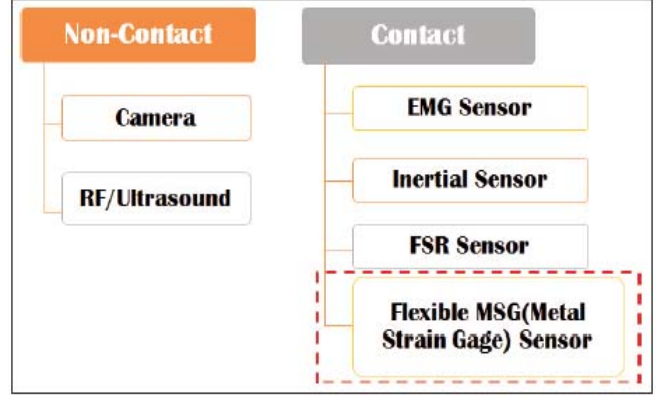 Non-Contact
Camera
RF/Ultrasound
Contact
EMG Sensor
Inertial Sensor
FSR Sensor
Flexible MSG(Metal
Strain Gage) Sensor